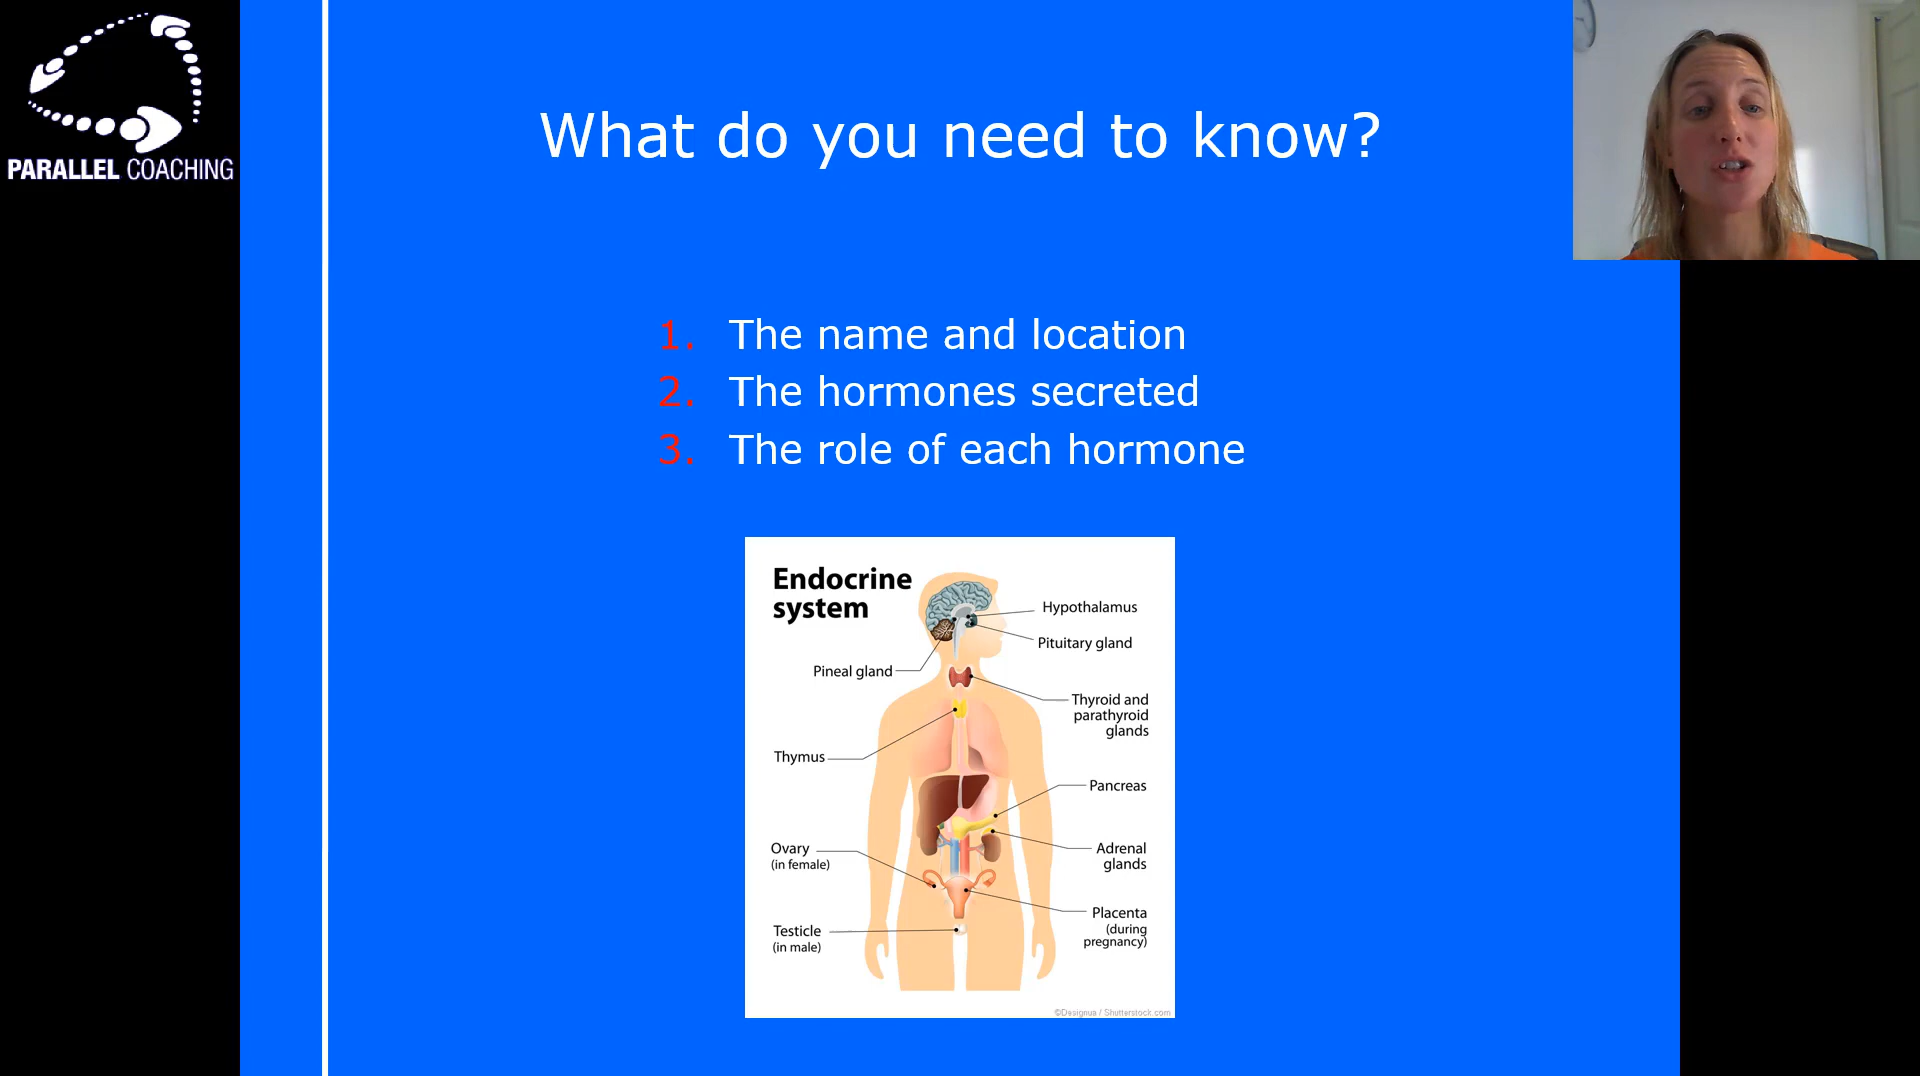 PARALLEL COACHING
What do you need to know?
1. The name and location
2. The hormones secreted
3. The role of each hormone
Endocrine
system
Hypothalamus
Pituitary gland
Pineal gland
Thyroid and
parathyroid
glands
Thymus
Pancreas
Ovary
(in female)
Adrenal
glands
Placenta
(during
pregnancy)
Testicle
(in male)
©Designua / Shutterstock.com